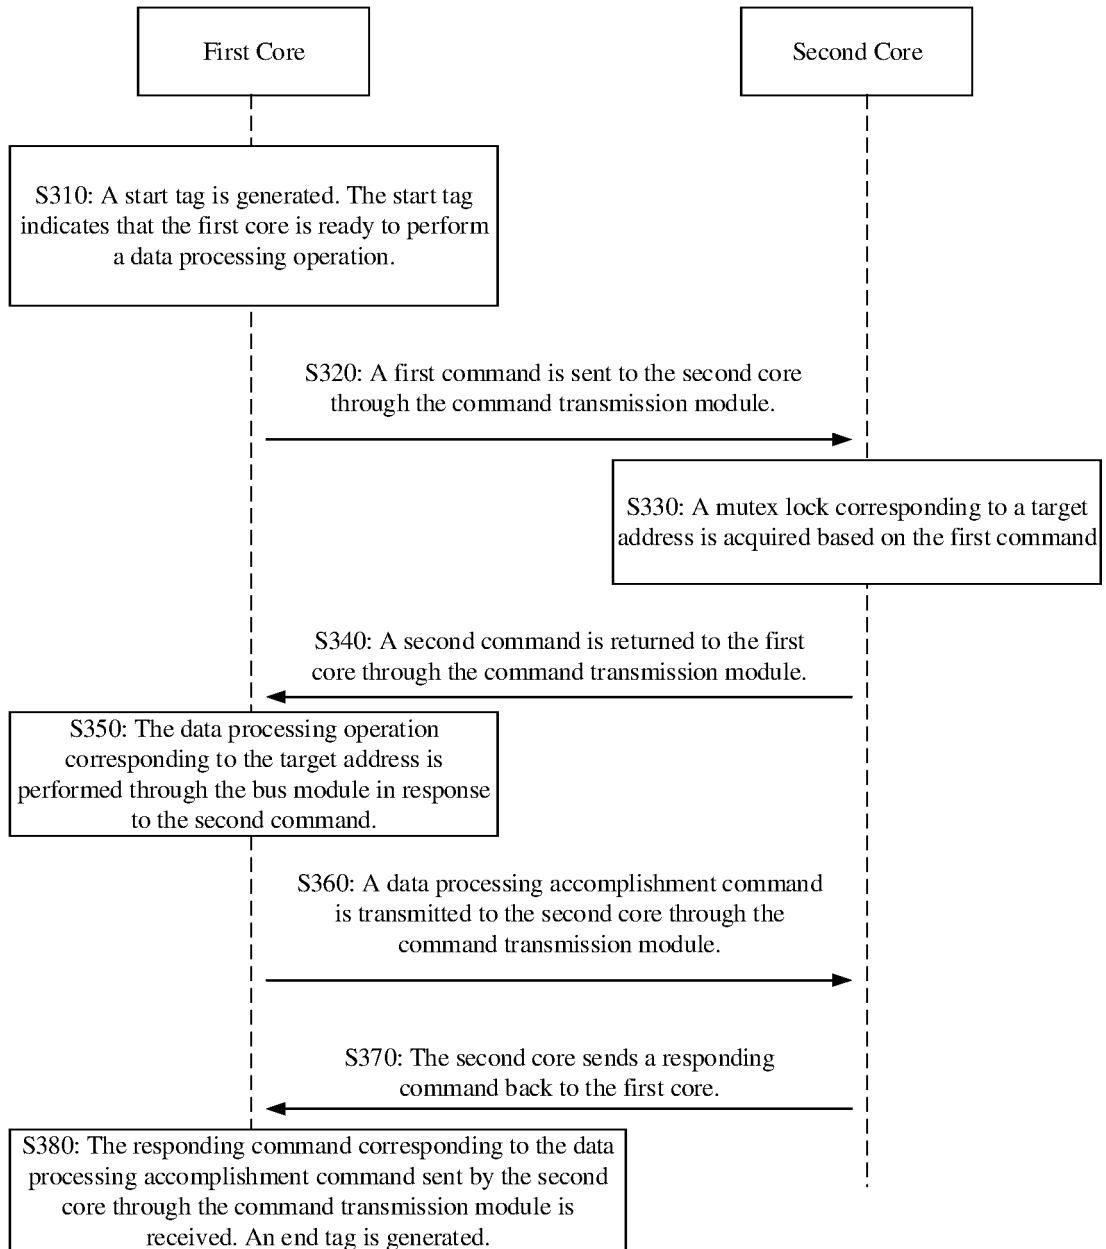 First Core
Second Core
S310: A start tag is generated. The start tag
indicates that the first core is ready to perform
a data processing operation.
S320: A first command is sent to the second core
through the command transmission module.
S330: A mutex lock corresponding to a target
address is acquired based on the first command
S340: A second command is returned to the first
core through the command transmission module.
S350: The data processing operation
corresponding to the target address is
performed through the bus module in response
to the second command.
S360: A data processing accomplishment command
is transmitted to the second core through the
command transmission module.
S370: The second core sends a responding
command back to the first core.
S380: The responding command corresponding to the data
processing accomplishment command sent by the second
core through the command transmission module is
received. An end tag is generated.